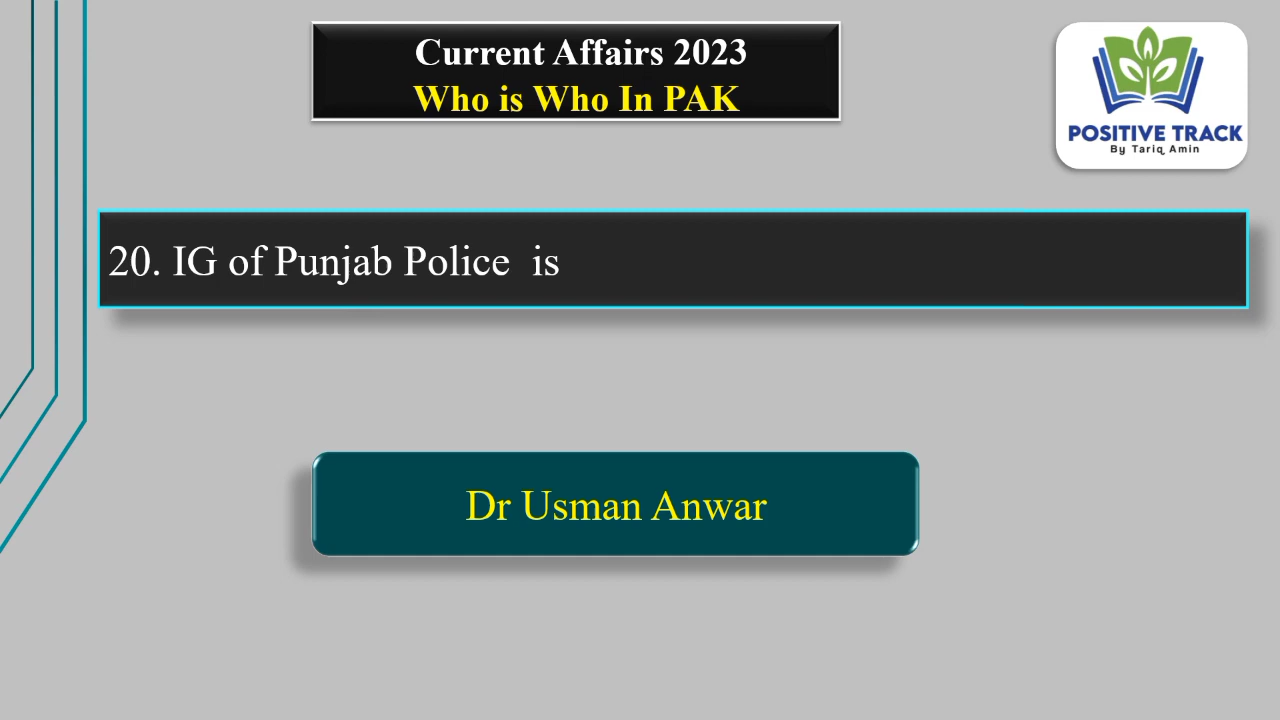 Current Affairs 2023
Who is Who In PAK
POSITIVE TRACK
By Tariq Amin
20. IG of Punjab Police is
Dr Usman Anwar